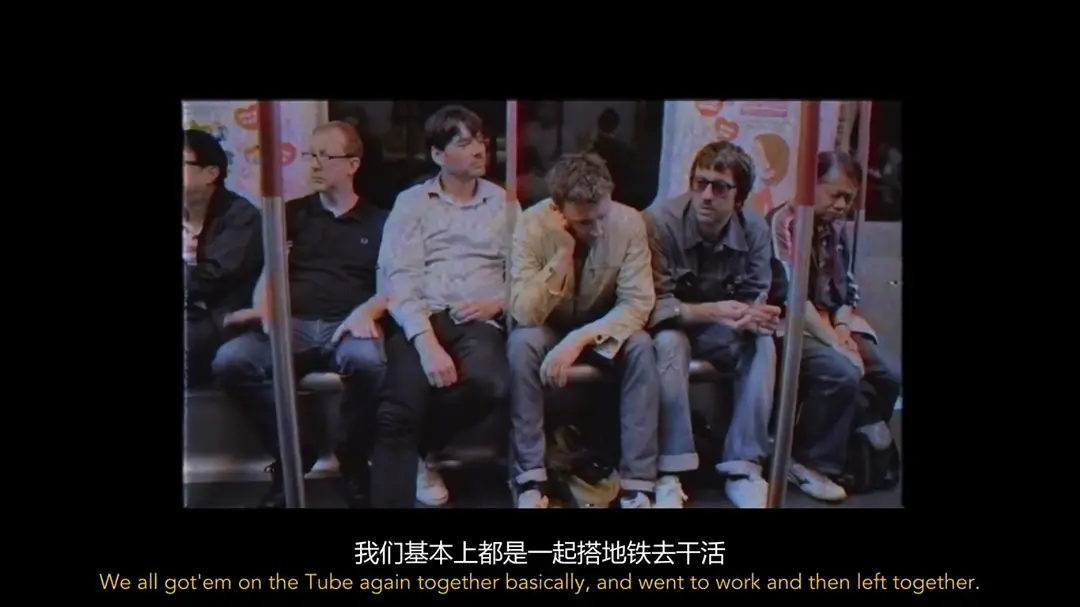 我们基本上都是一起搭地铁去干活
We all got'em on the Tube again together basically, and went to work and then left together.